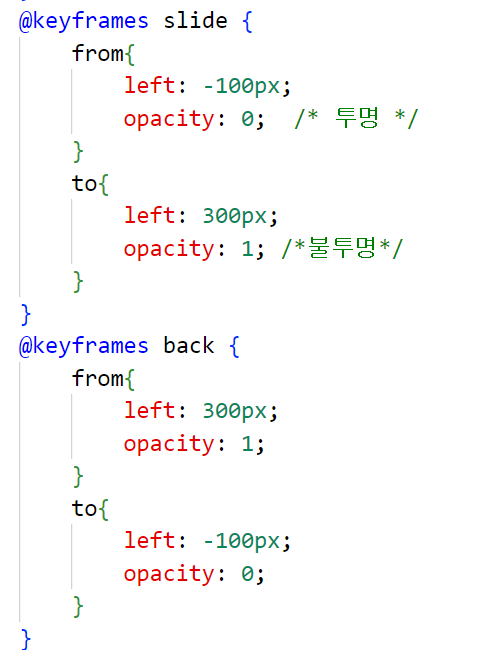 @keyframes slide {
    from{
        left: -100px;
        opacity: 0;  /* 투명 */
    }
    to{
        left: 300px;
        opacity: 1; /*불투명*/
    }
}
@keyframes back {
    from{
        left: 300px;
        opacity: 1;
    }
    to{
        left: -100px;
        opacity: 0;
    }
}